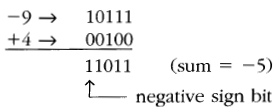 −9 → 10111
+4 → 00100
11011 (sum = −5)
negative sign bit